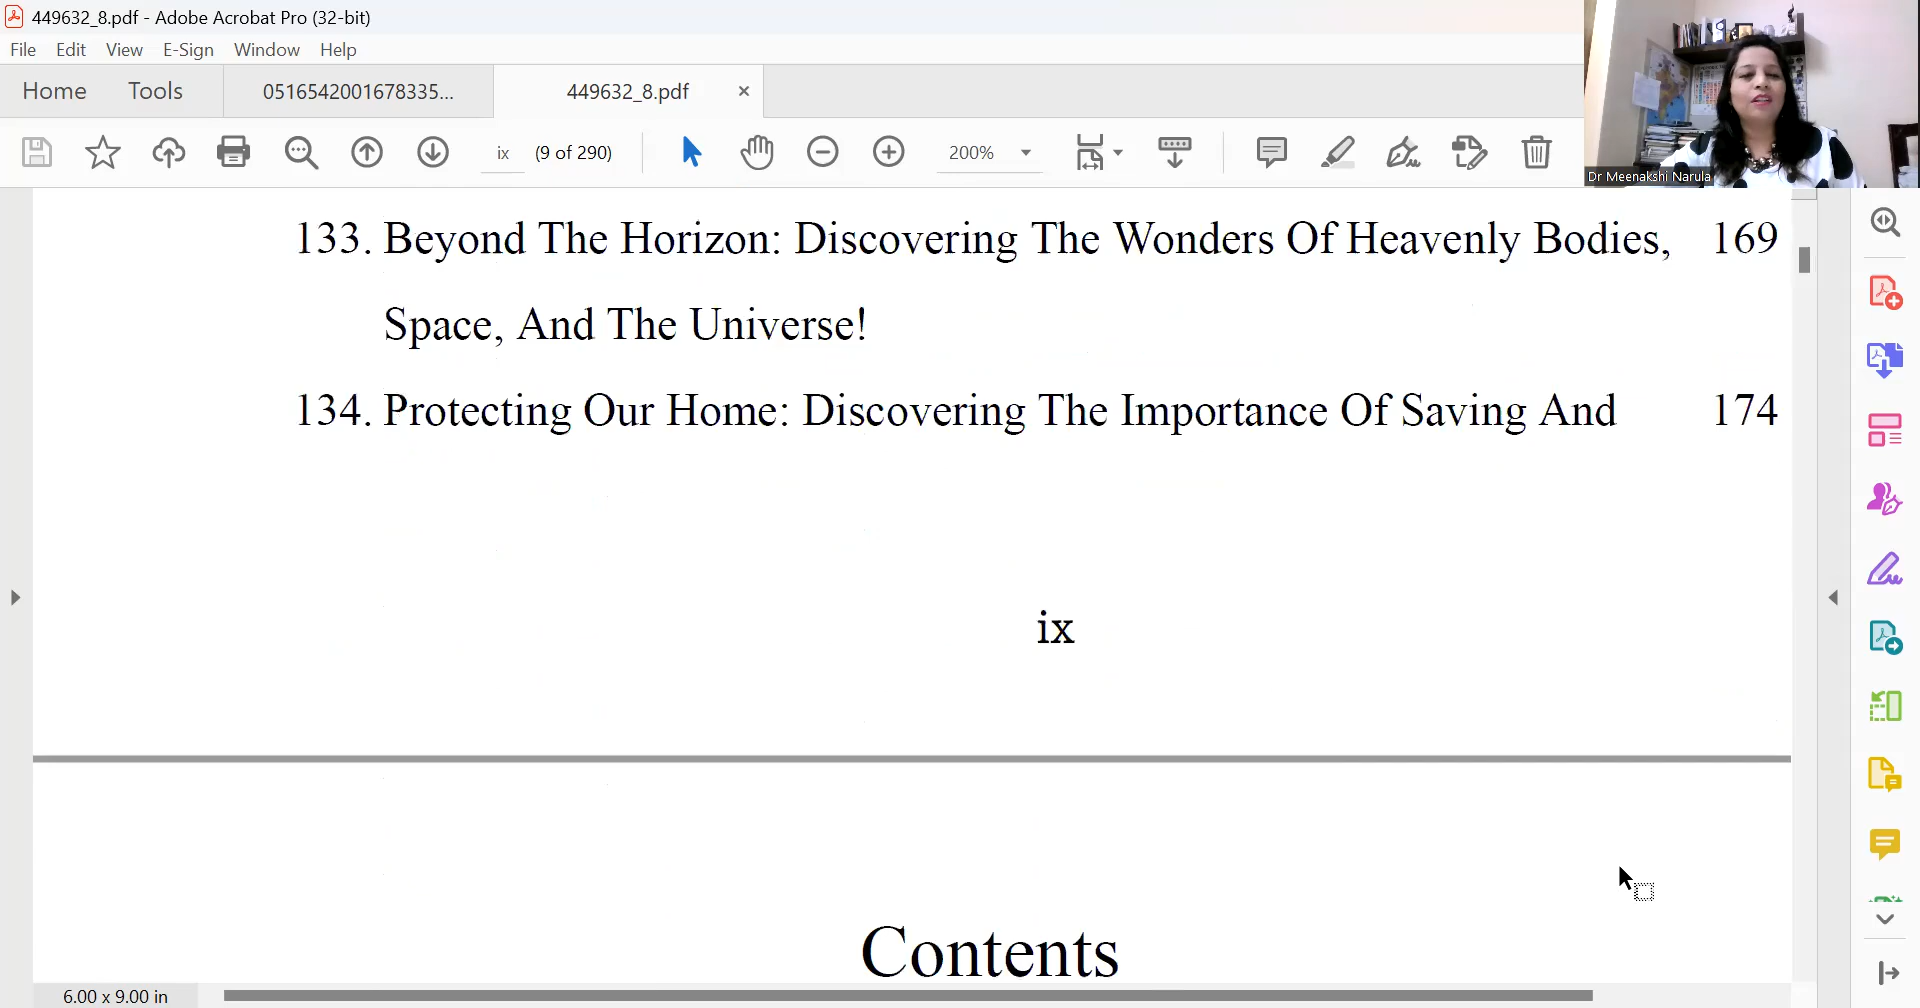 449632_8.pdf - Adobe Acrobat Pro (32-bit)
File Edit View E-Sign Window Help
Home Tools 0516542001678335... 449632_8.pdf ×
ix (9 of 290) 200%
Dr Meenakshi Narula
133. Beyond The Horizon: Discovering The Wonders Of Heavenly Bodies, 169
Space, And The Universe!
134. Protecting Our Home: Discovering The Importance Of Saving And 174
ix
Contents
6.00 x 9.00 in